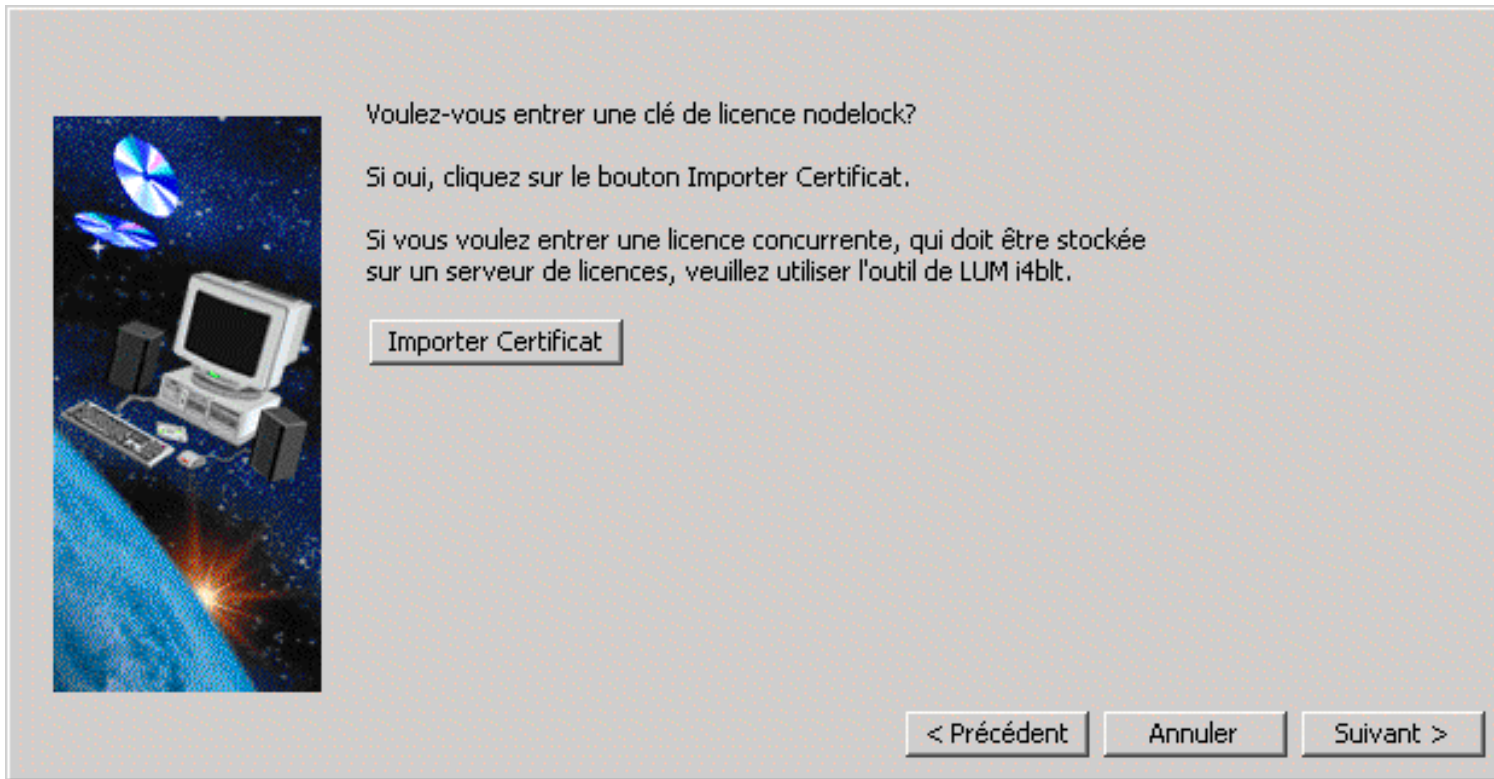 Voulez-vous entrer une clé de licence nodelock?
Si oui, cliquez sur le bouton Importer Certificat.
Si vous voulez entrer une licence concurrente, qui doit être stockée
sur un serveur de licences, veuillez utiliser l'outil de LUM i4blt.
Importer Certificat
< Précédent
Annuler
Suivant >